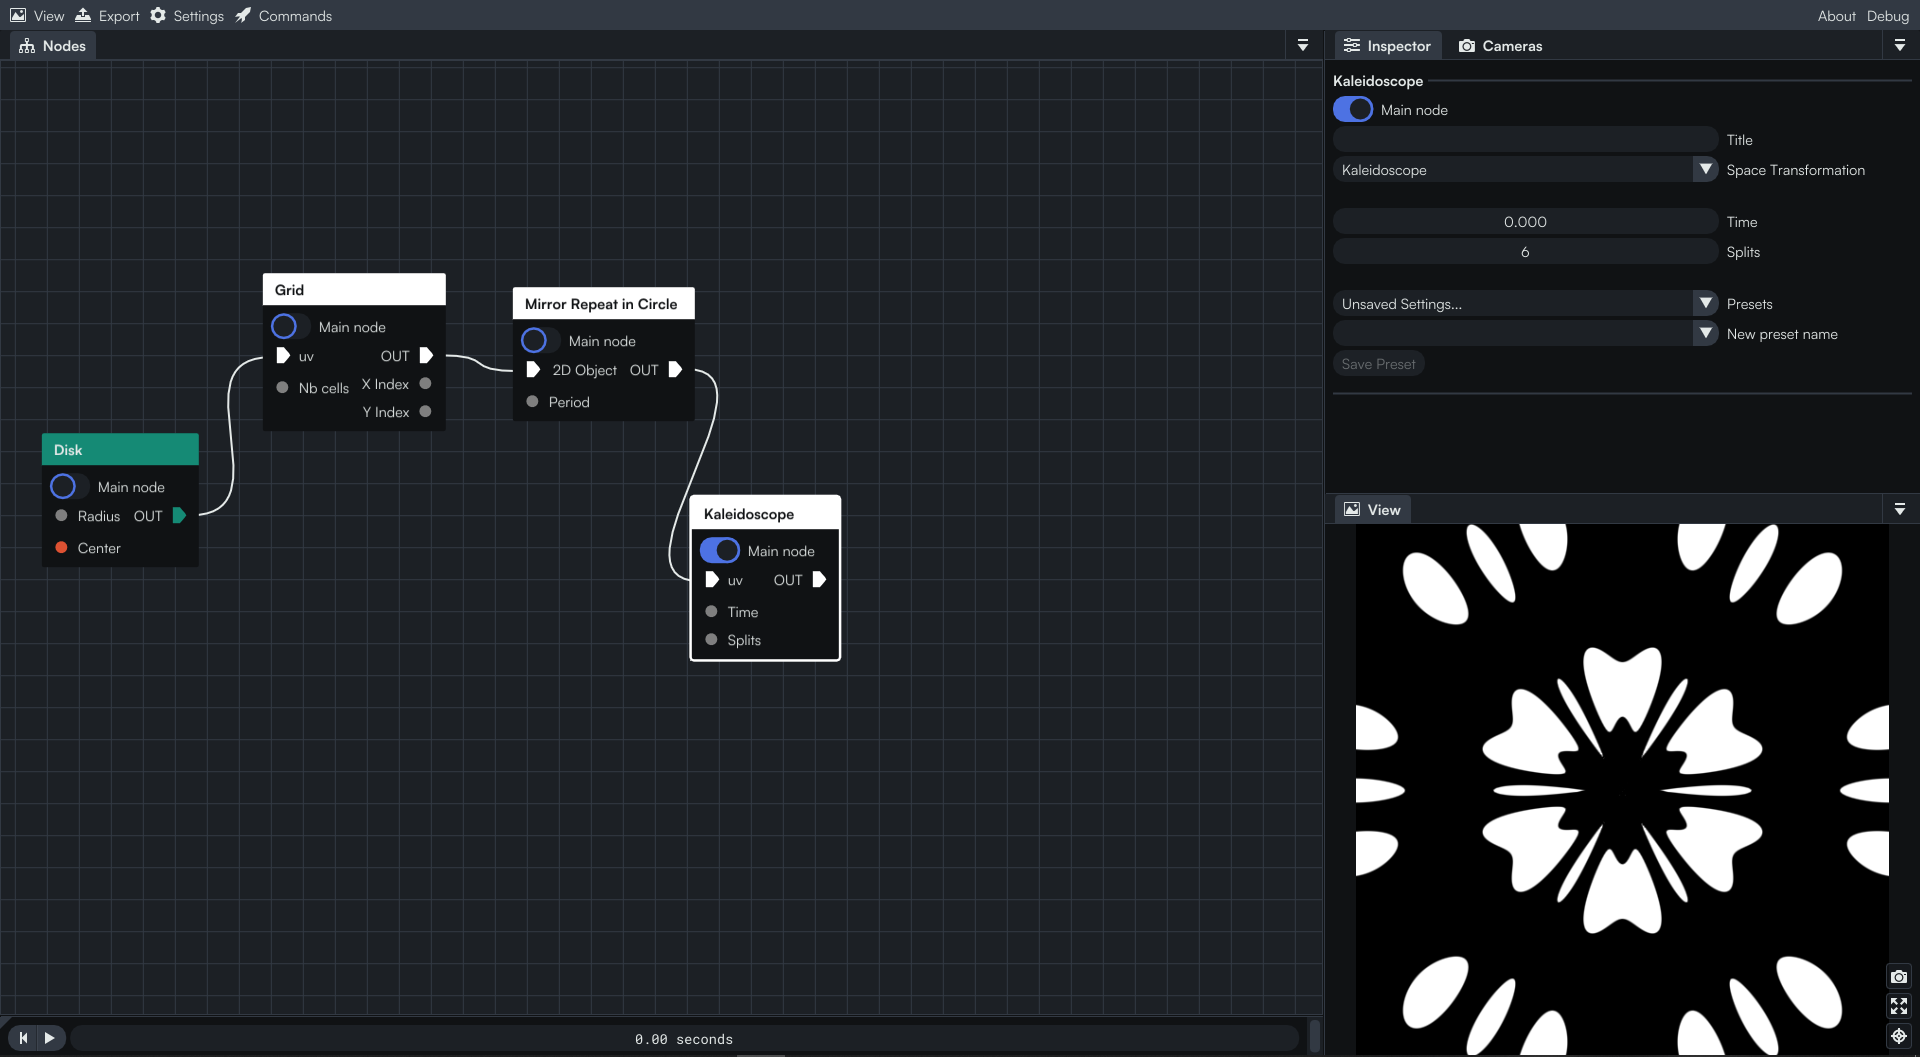 View Export Settings Commands About Debug
Nodes
Inspector Cameras
Kaleidoscope
Main node
Title
Kaleidoscope Space Transformation
0.000 Time
6 Splits
Unsaved Settings... Presets
New preset name
Save Preset
Grid
Main node
uv OUT
Nb cells X Index
Y Index
Mirror Repeat in Circle
Main node
2D Object OUT
Period
Disk
Main node
Radius OUT
Center
Kaleidoscope
Main node
uv OUT
Time
Splits
View
0.00 seconds